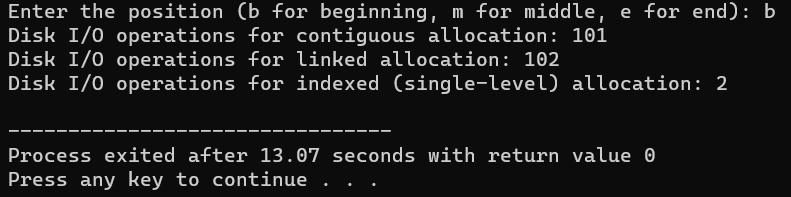 Enter the position (b for beginning, m for middle, e for end): b
Disk I/O operations for contiguous allocation: 101
Disk I/O operations for linked allocation: 102
Disk I/O operations for indexed (single-level) allocation: 2
--------------------------------
Process exited after 13.07 seconds with return value 0
Press any key to continue . . .